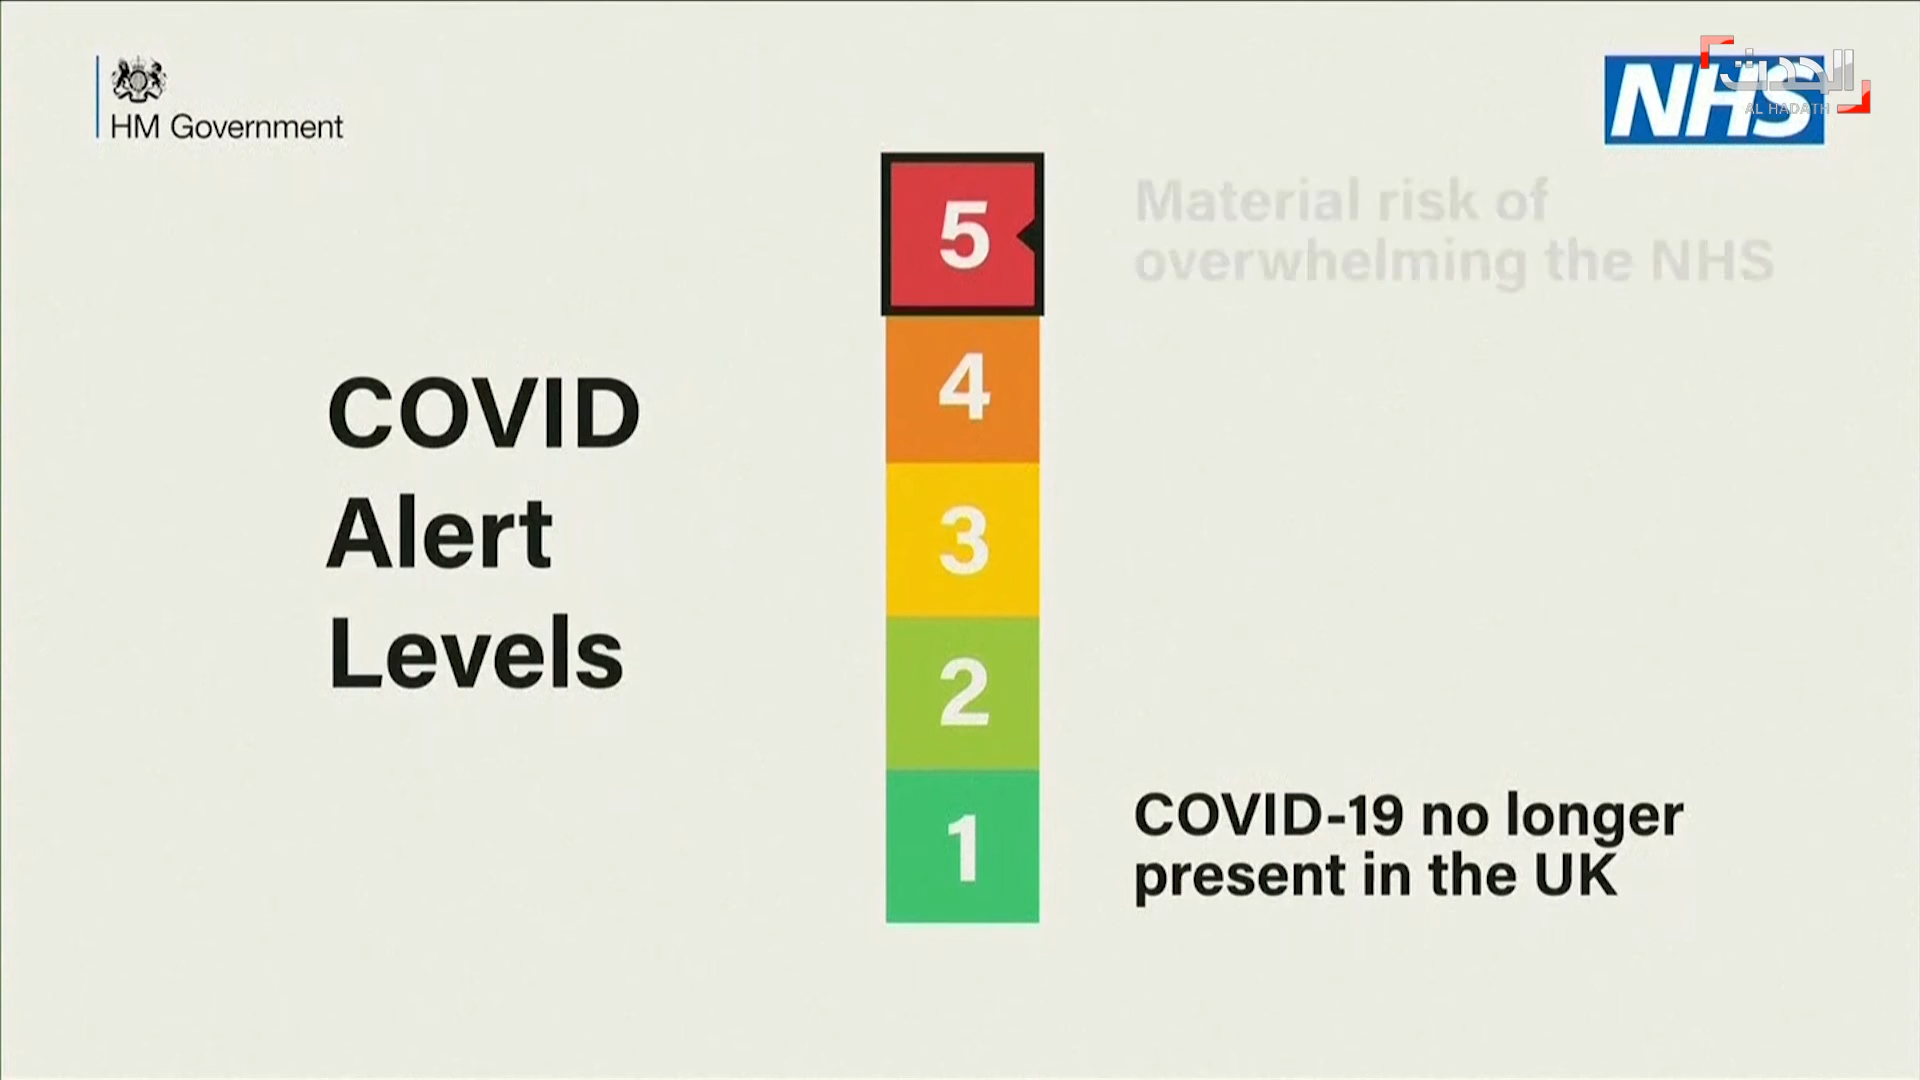 HM Government
NHS
الحدث
AL HADATH
5
Material risk of
overwhelming the NHS
4
COVID
Alert
Levels
3
2
1
COVID-19 no longer
present in the UK